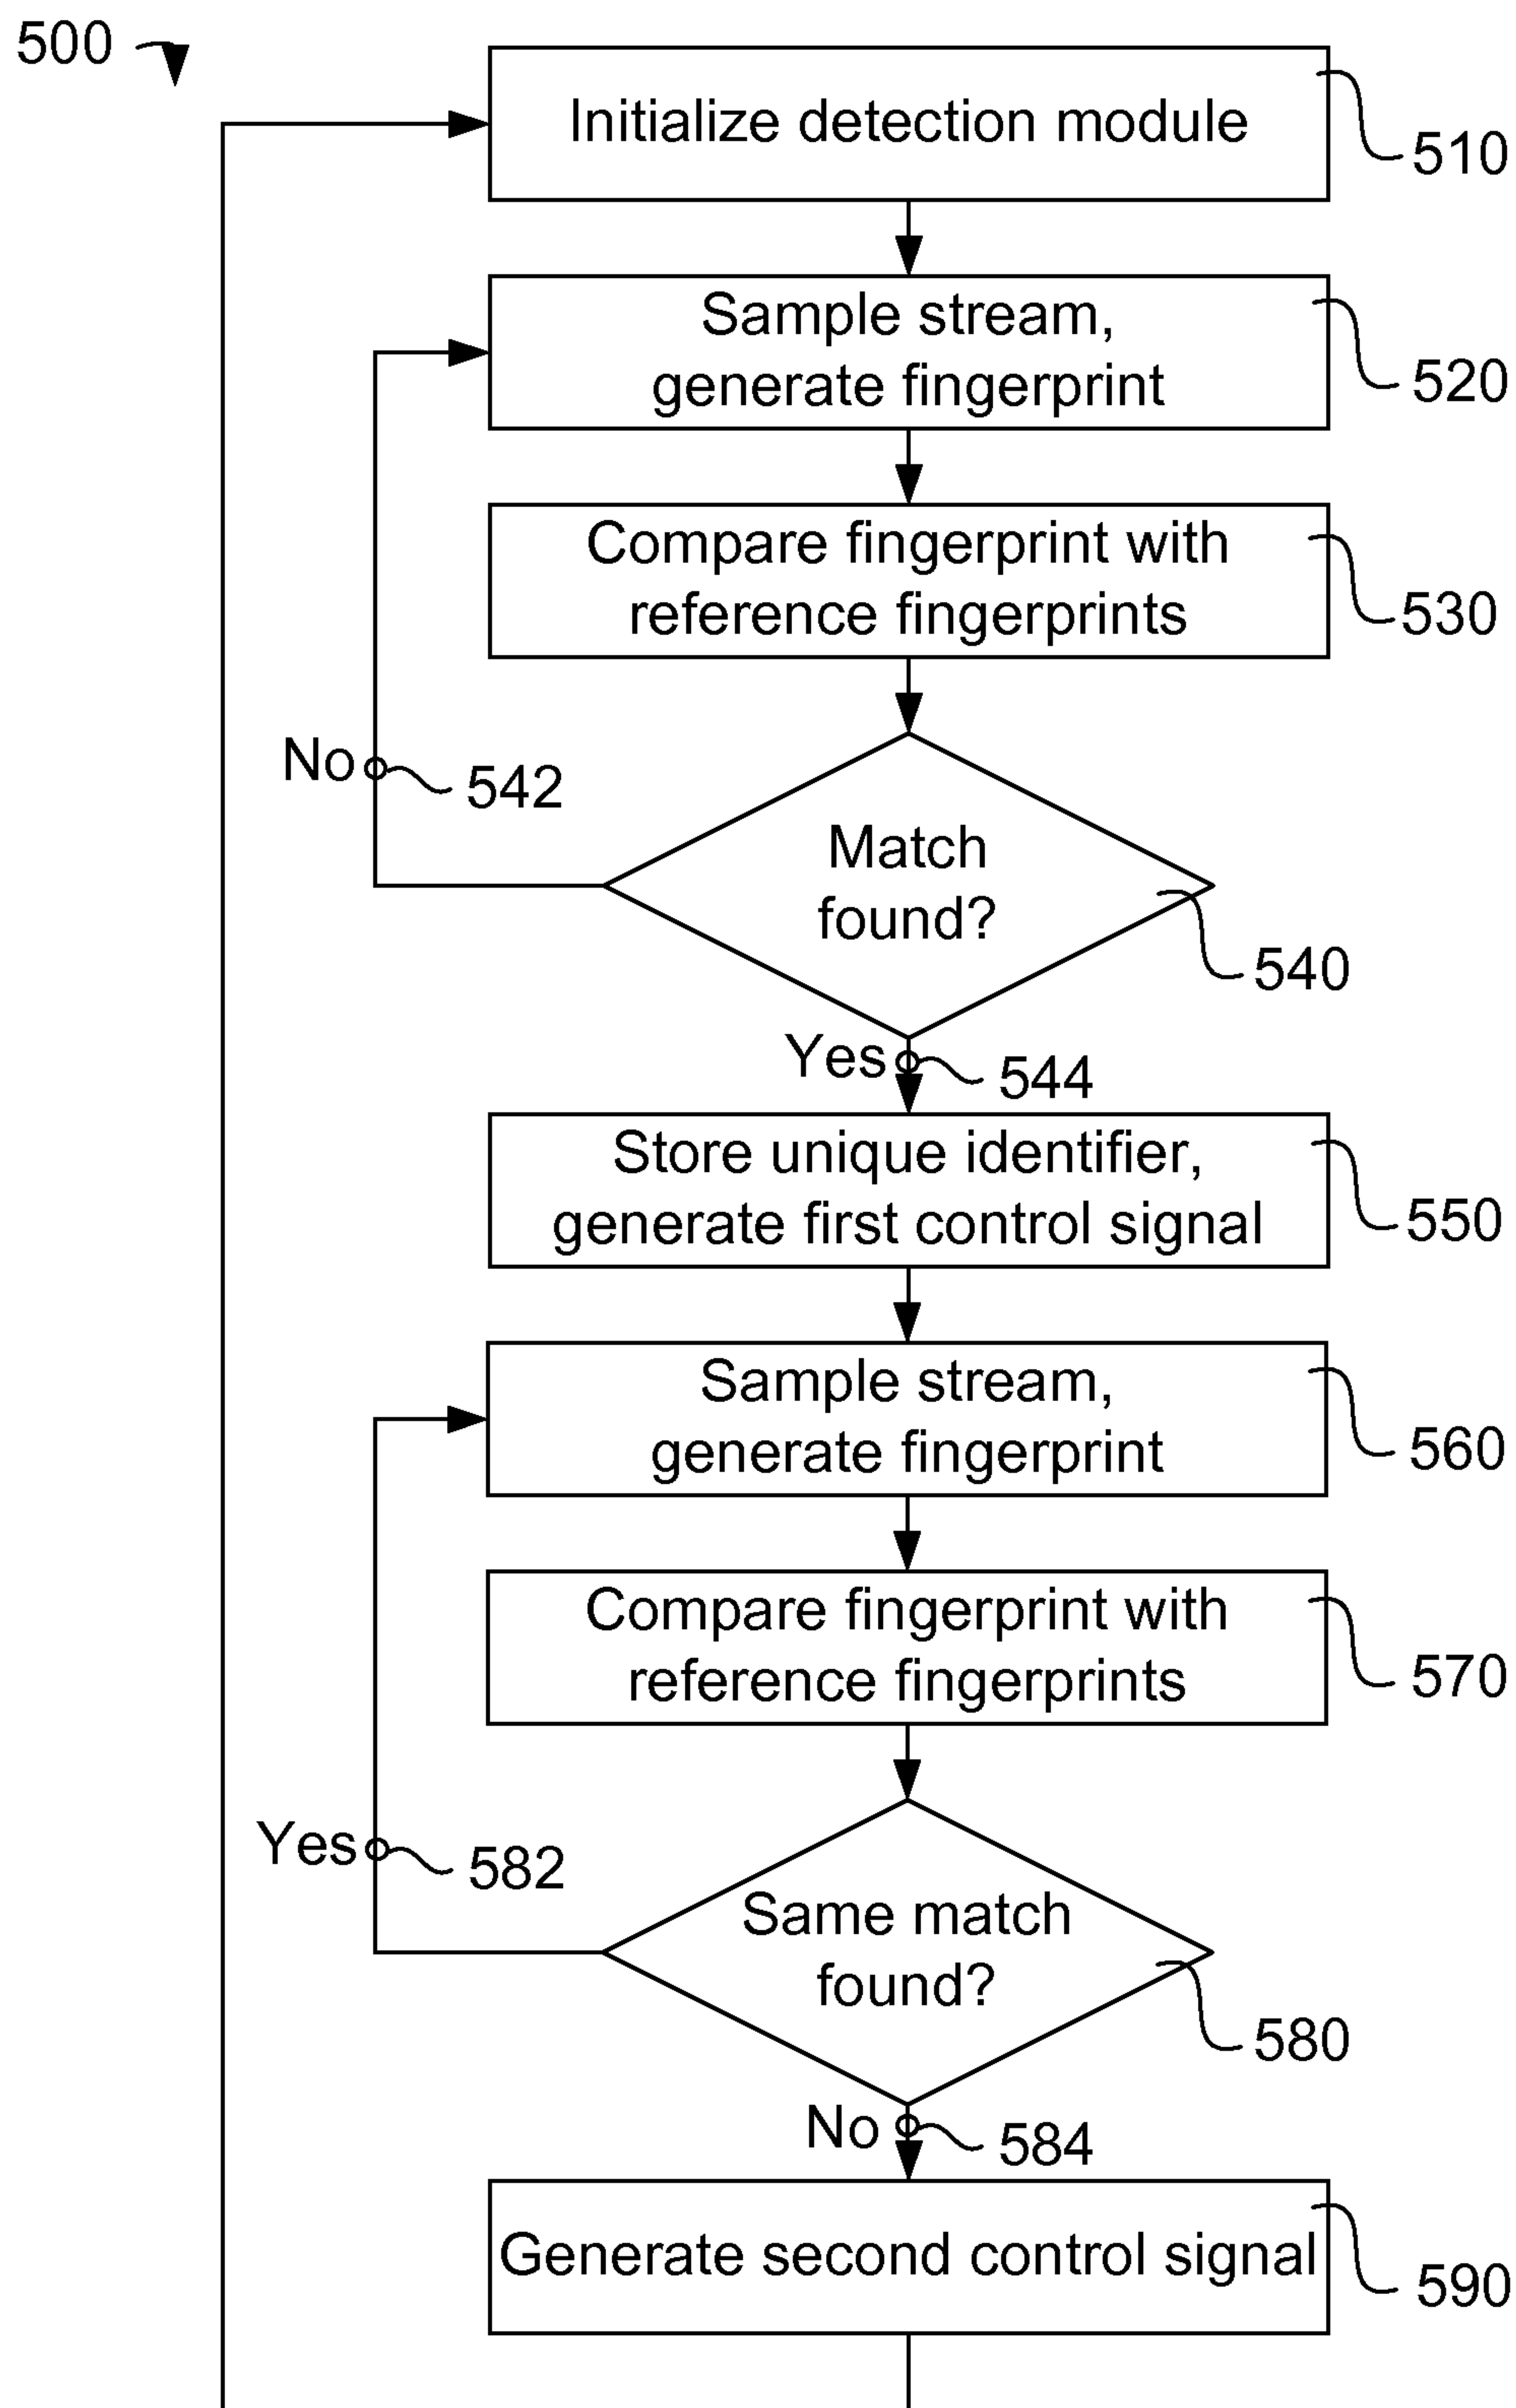 500
Initialize detection module
510
Sample stream,
generate fingerprint
520
Compare fingerprint with
reference fingerprints
530
No
542
Match
found?
540
Yes
544
Store unique identifier,
generate first control signal
550
Sample stream,
generate fingerprint
560
Compare fingerprint with
reference fingerprints
570
Yes
582
Same match
found?
580
No
584
Generate second control signal
590